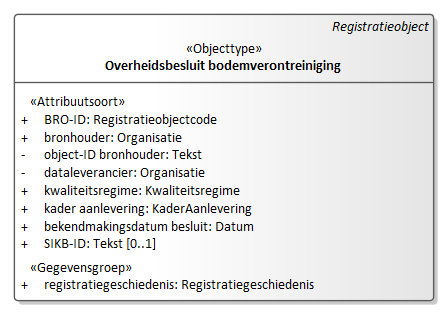 Registratieobject
«Objecttype»
Overheidsbesluit bodemverontreiniging
«Attribuutsoort»
+ BRO-ID: Registratieobjectcode
+ bronhouder: Organisatie
- object-ID bronhouder: Tekst
- dataleverancier: Organisatie
+ kwaliteitsregime: Kwaliteitsregime
+ kader aanlevering: KaderAanlevering
+ bekendmakingsdatum besluit: Datum
+ SIKB-ID: Tekst [0..1]
«Gegevensgroep»
+ registratiegeschiedenis: Registratiegeschiedenis